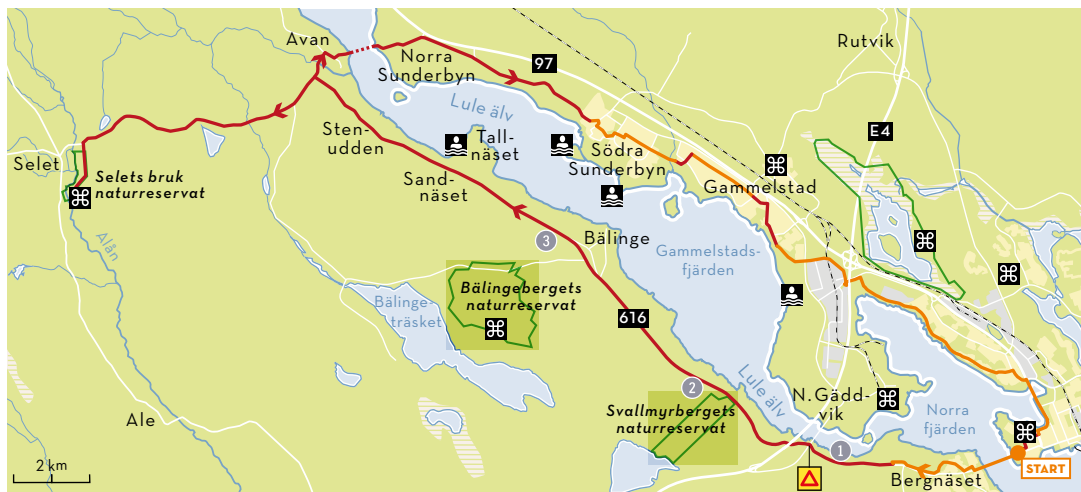 Avan
Norra
Sunderbyn
97
Rutvik
Lule älv
E4
Sten-
udden
Tall-
näset
Södra
Sunderbyn
Selet
Selets bruk
naturreservat
Sand-
näset
Gammelstad
Alån
3
Bälinge
Gammelstads-
fjärden
Bälingebergets
naturreservat
Bälinge-
träsket
616
2
Lule älv
N.Gädd-
vik
Svallmyrbergets
naturreservat
Norra
fjärden
Ale
1
START
2 km
Bergnäset